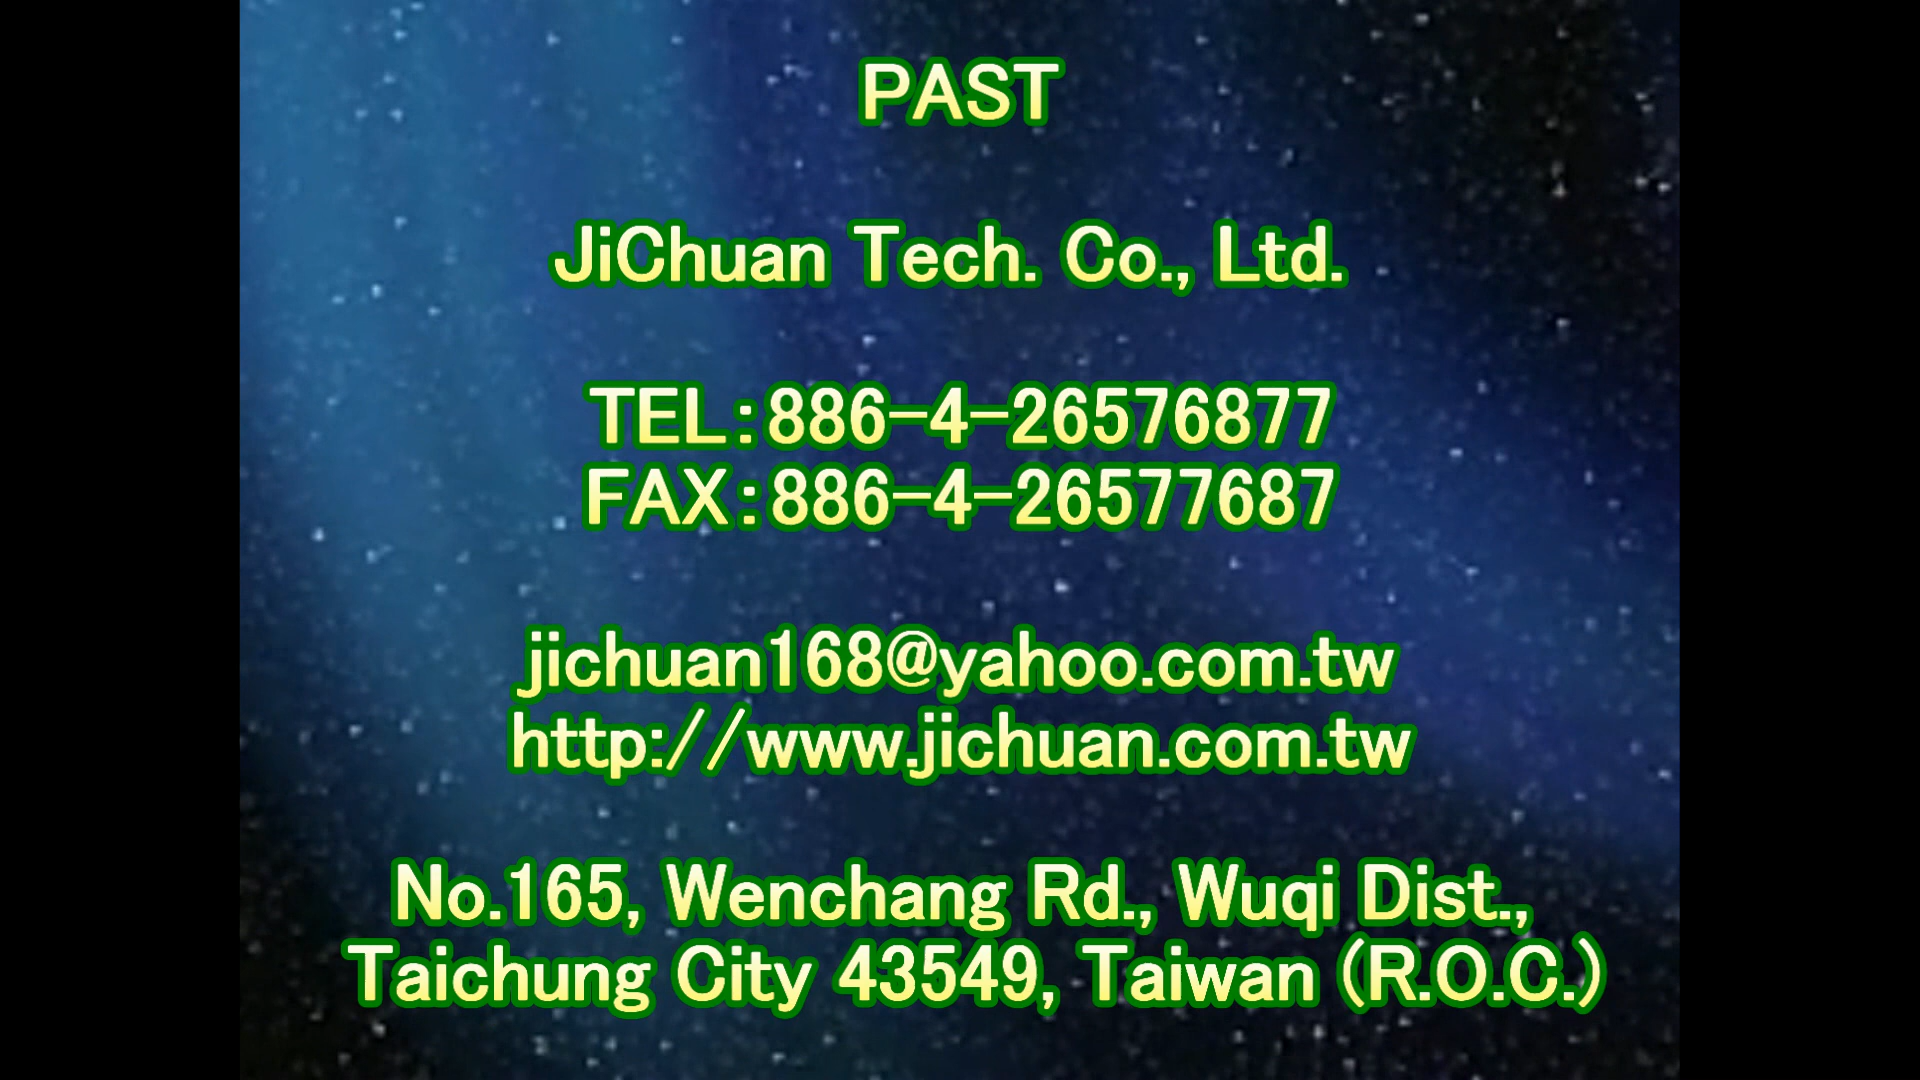 PAST
JiChuan Tech. Co., Ltd.
TEL:886-4-26576877
FAX:886-4-26577687
jichuan168@yahoo.com.tw
http://www.jichuan.com.tw
No.165, Wenchang Rd., Wuqi Dist.,
Taichung City 43549, Taiwan (R.O.C.)